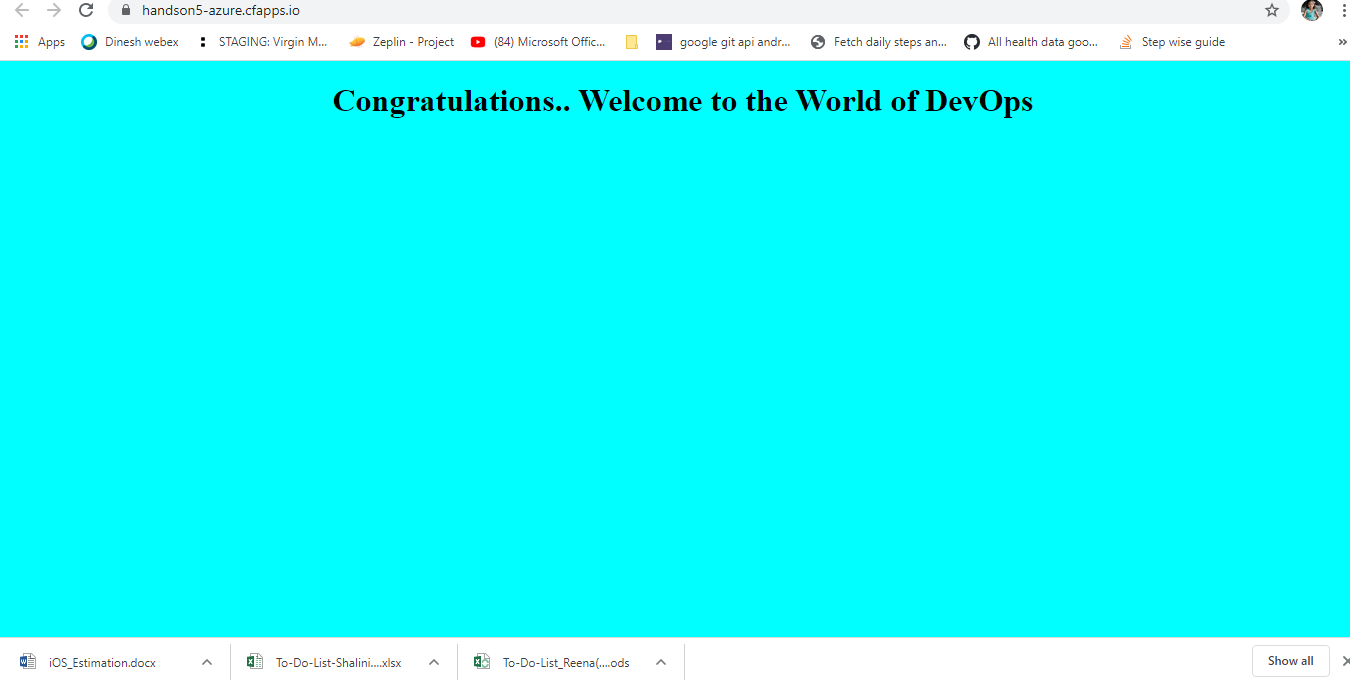 handson5-azure.cfapps.io
Apps Dinesh webex STAGING: Virgin M... Zeplin - Project (84) Microsoft Offic... google git api andr... Fetch daily steps an... All health data goo... Step wise guide »
Congratulations.. Welcome to the World of DevOps
iOS_Estimation.docx To-Do-List-Shalini....xlsx To-Do-List_Reena(....ods Show all